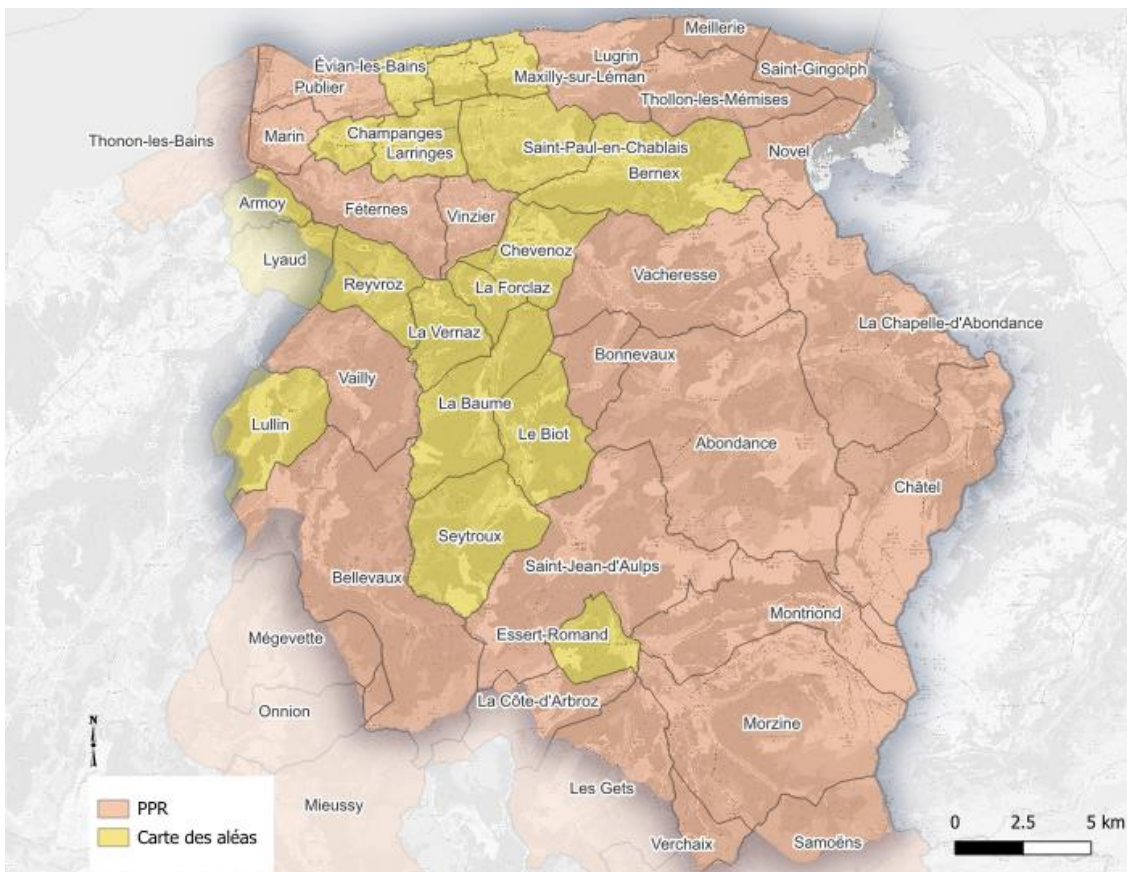 Meillerie
Lugrin
Évian-les-Bains
Saint-Gingolph
Maxilly-sur-Léman
Publier
Thollon-les-Mémises
Marin
Champanges
Thonon-les-Bains
Saint-Paul-en-Chablais
Novel
Larringes
Bernex
Armoy
Féternes
Vinzier
Chevenoz
Lyaud
Vacheresse
Reyvroz
La Forclaz
La Chapelle-d'Abondance
La Vernaz
Bonnevaux
Vailly
La Baume
Lullin
Le Biot
Abondance
Châtel
Seytroux
Saint-Jean-d'Aulps
Bellevaux
Montriond
Essert-Romand
Mégevette
La Côte-d'Arbroz
Onnion
Morzine
N
Les Gets
Mieussy
PPR
Carte des aléas
0 2.5 5 km
Verchaix
Samoëns